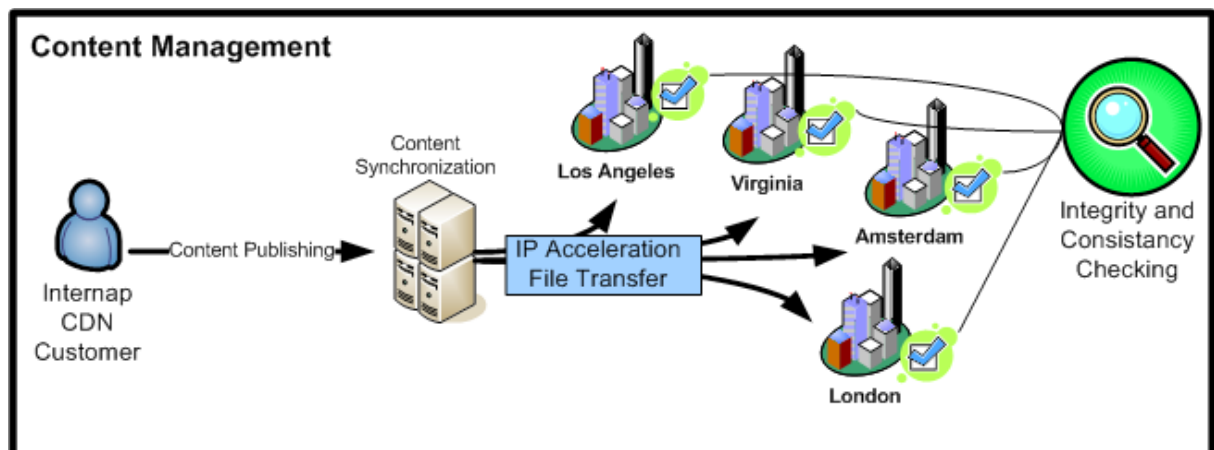 Content Management
Content
Synchronization
Los Angeles
Virginia
Amsterdam
London
Internap
CDN
Customer
Content Publishing
IP Acceleration
File Transfer
Integrity and
Consistancy
Checking